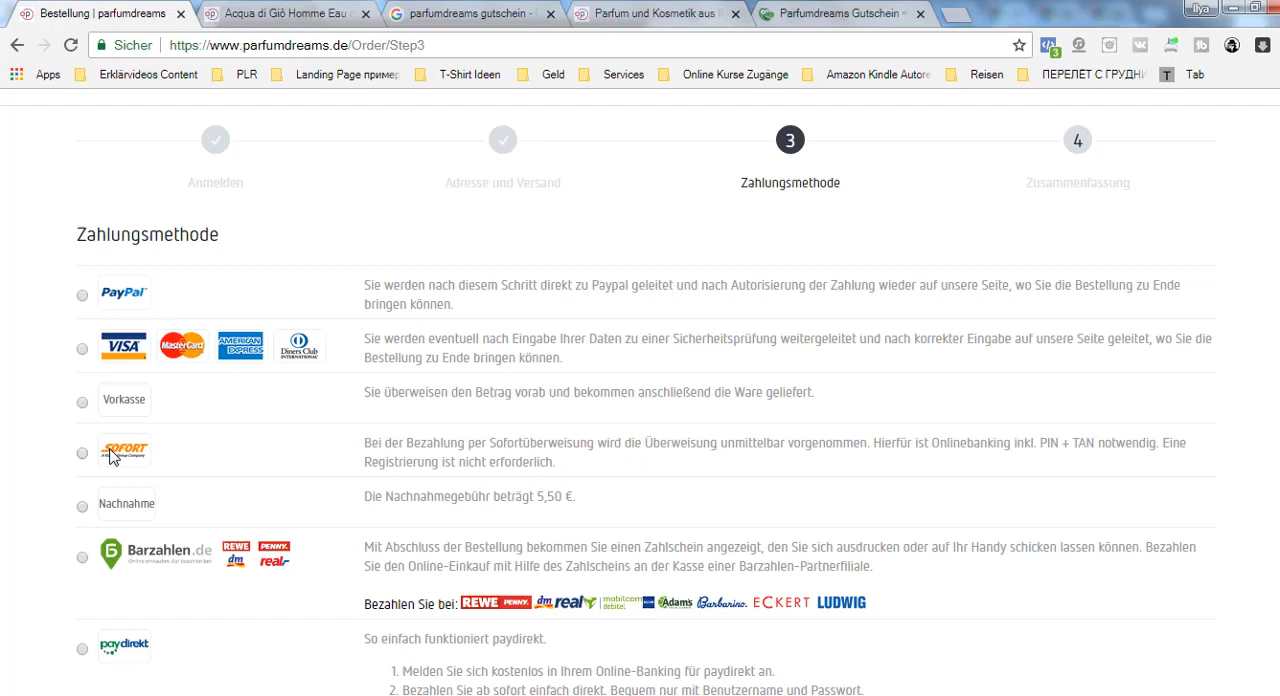 Bestellung | parfumdreams
Acqua di Giò Homme Eau
parfumdreams gutschein -
Parfum und Kosmetik aus
Parfumdreams Gutschein
Ilya
Sicher
https://www.parfumdreams.de/Order/Step3
3
Apps
Erklärvideos Content
PLR
Landing Page пример
T-Shirt Ideen
Geld
Services
Online Kurse Zugänge
Amazon Kindle Autore
Reisen
ПЕРЕЛЁТ С ГРУДНИ
T
Tab
3
4
Anmelden
Adresse und Versand
Zahlungsmethode
Zusammenfassung
Zahlungsmethode
PayPal
Sie werden nach diesem Schritt direkt zu Paypal geleitet und nach Autorisierung der Zahlung wieder auf unsere Seite, wo Sie die Bestellung zu Ende
bringen können.
VISA
MasterCard
AMERICAN EXPRESS
Diners Club
INTERNATIONAL
Sie werden eventuell nach Eingabe Ihrer Daten zu einer Sicherheitsprüfung weitergeleitet und nach korrekter Eingabe auf unsere Seite geleitet, wo Sie die
Bestellung zu Ende bringen können.
Vorkasse
Sie überweisen den Betrag vorab und bekommen anschließend die Ware geliefert.
SOFORT
Bei der Bezahlung per Sofortüberweisung wird die Überweisung unmittelbar vorgenommen. Hierfür ist Onlinebanking inkl. PIN + TAN notwendig. Eine
Registrierung ist nicht erforderlich.
Nachnahme
Die Nachnahmegebühr beträgt 5,50 €.
Barzahlen.de
REWE
PENNY.
dm
real,-
Mit Abschluss der Bestellung bekommen Sie einen Zahlschein angezeigt, den Sie sich ausdrucken oder auf Ihr Handy schicken lassen können. Bezahlen
Sie den Online-Einkauf mit Hilfe des Zahlscheins an der Kasse einer Barzahlen-Partnerfiliale.
Bezahlen Sie bei: REWE PENNY. dm real mobilcom debitel Adam's Barbarino. ECKERT LUDWIG
paydirekt
So einfach funktioniert paydirekt.
1. Melden Sie sich kostenlos in Ihrem Online-Banking für paydirekt an.
2. Bezahlen Sie ab sofort einfach direkt. Bequem nur mit Benutzername und Passwort.